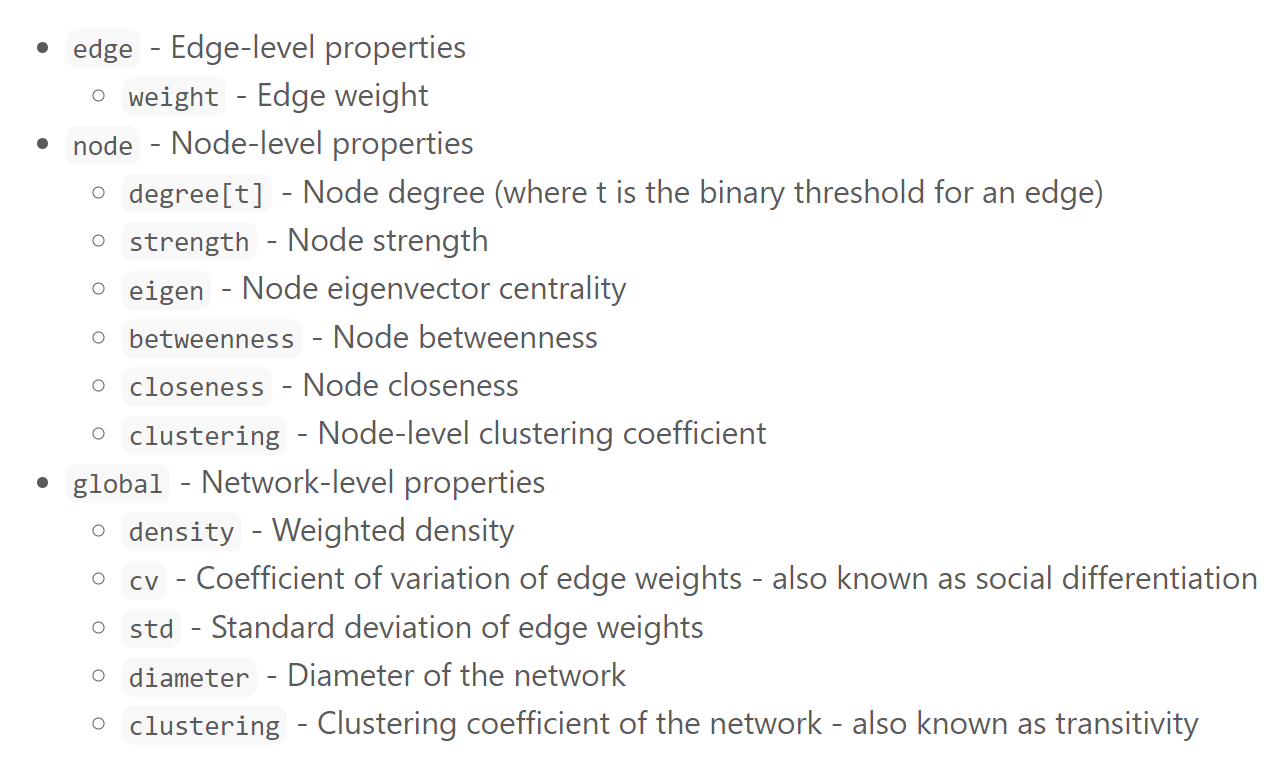 edge - Edge-level properties
weight - Edge weight
node - Node-level properties
degree[t] - Node degree (where t is the binary threshold for an edge)
strength - Node strength
eigen - Node eigenvector centrality
betweenness - Node betweenness
closeness - Node closeness
clustering - Node-level clustering coefficient
global - Network-level properties
density - Weighted density
cv - Coefficient of variation of edge weights - also known as social differentiation
std - Standard deviation of edge weights
diameter - Diameter of the network
clustering - Clustering coefficient of the network - also known as transitivity